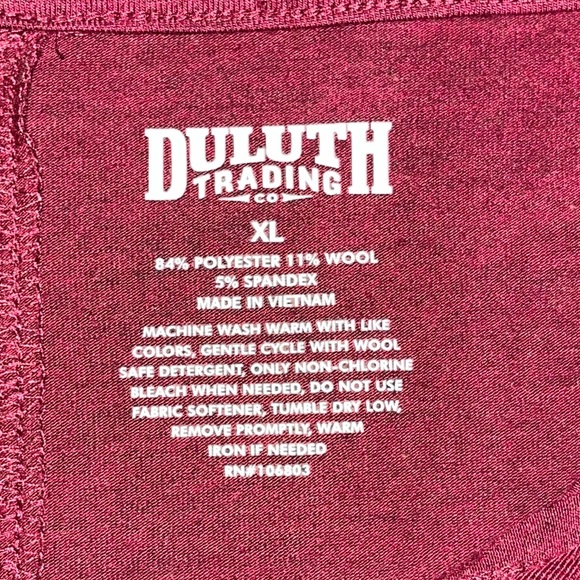 DULUTH
TRADING
CO
XL
84% POLYESTER 11% WOOL
5% SPANDEX
MADE IN VIETNAM
MACHINE WASH WARM WITH LIKE
COLORS, GENTLE CYCLE WITH WOOL
SAFE DETERGENT, ONLY NON-CHLORINE
BLEACH WHEN NEEDED, DO NOT USE
FABRIC SOFTENER, TUMBLE DRY LOW,
REMOVE PROMPTLY, WARM
IRON IF NEEDED
RN#106803